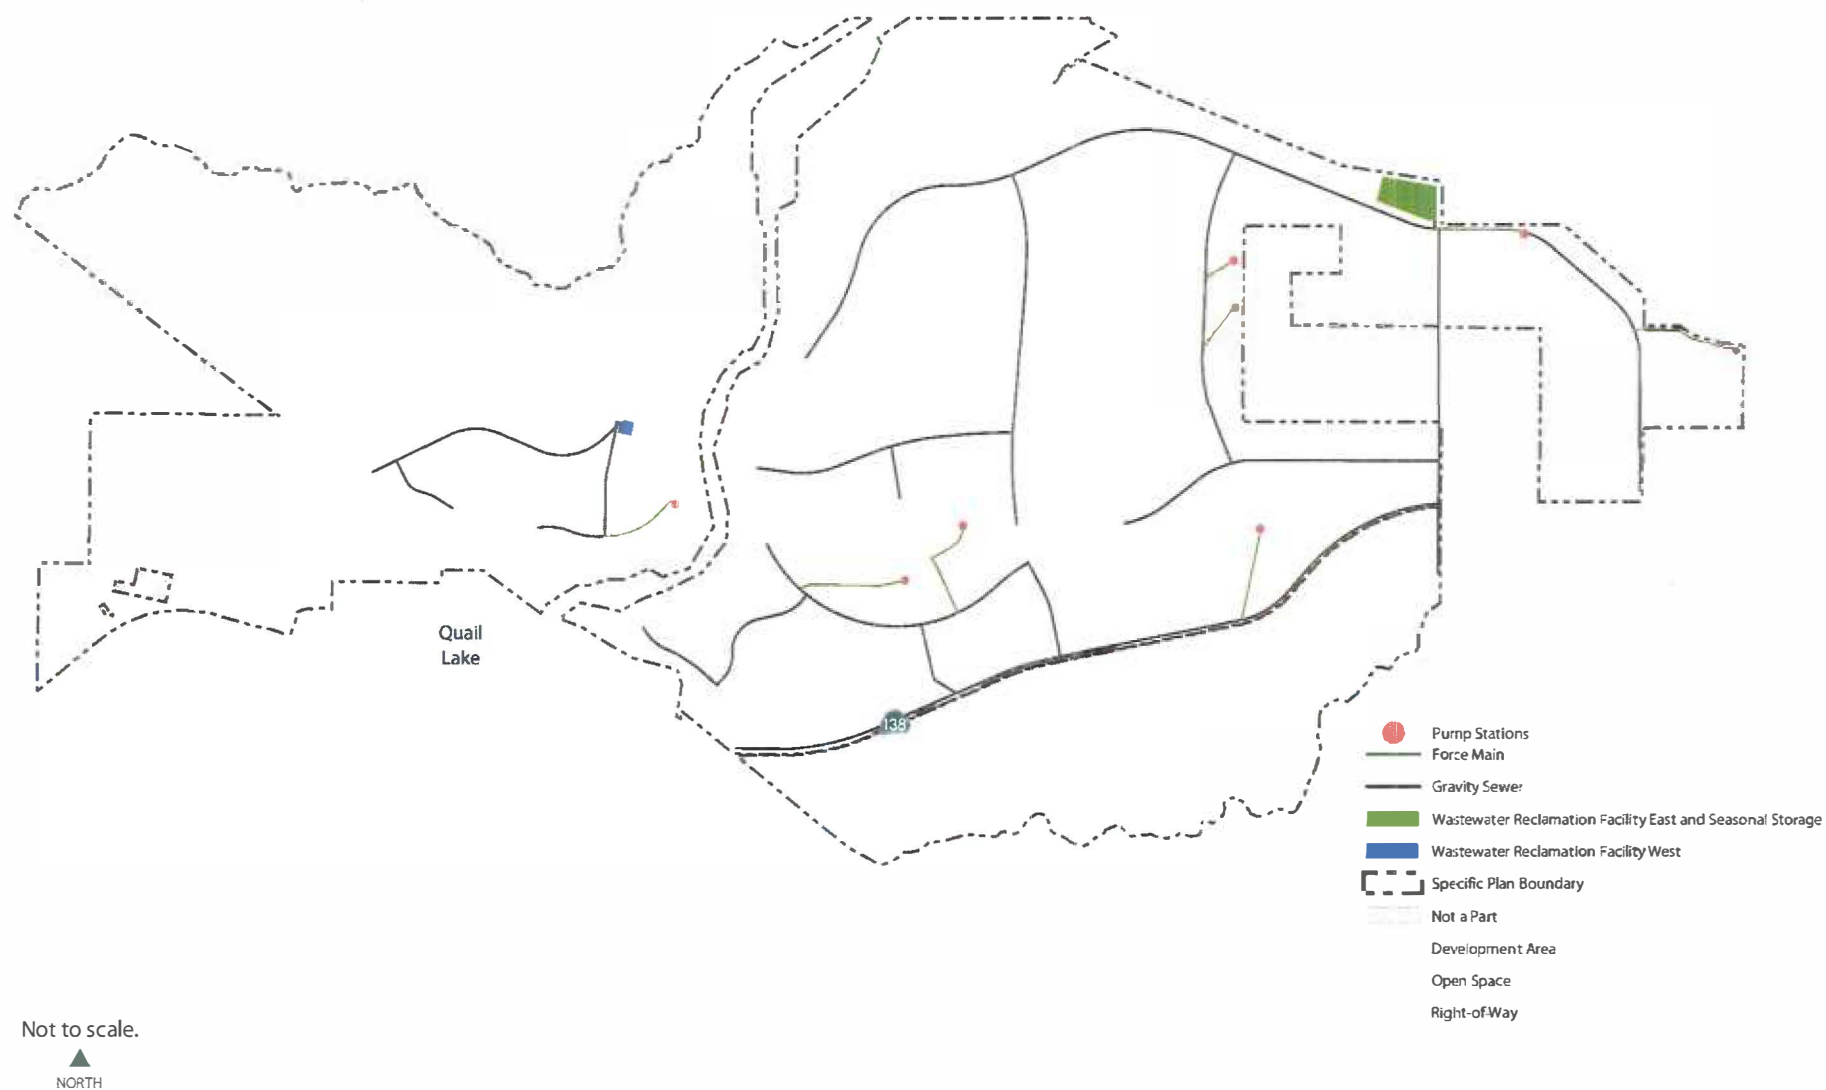 Quail
Lake
138
Pump Stations
Force Main
Gravity Sewer
Wastewater Reclamation Facility East and Seasonal Storage
Wastewater Reclamation Facility West
Specific Plan Boundary
Not a Part
Development Area
Open Space
Right-of-Way
Not to scale.
NORTH